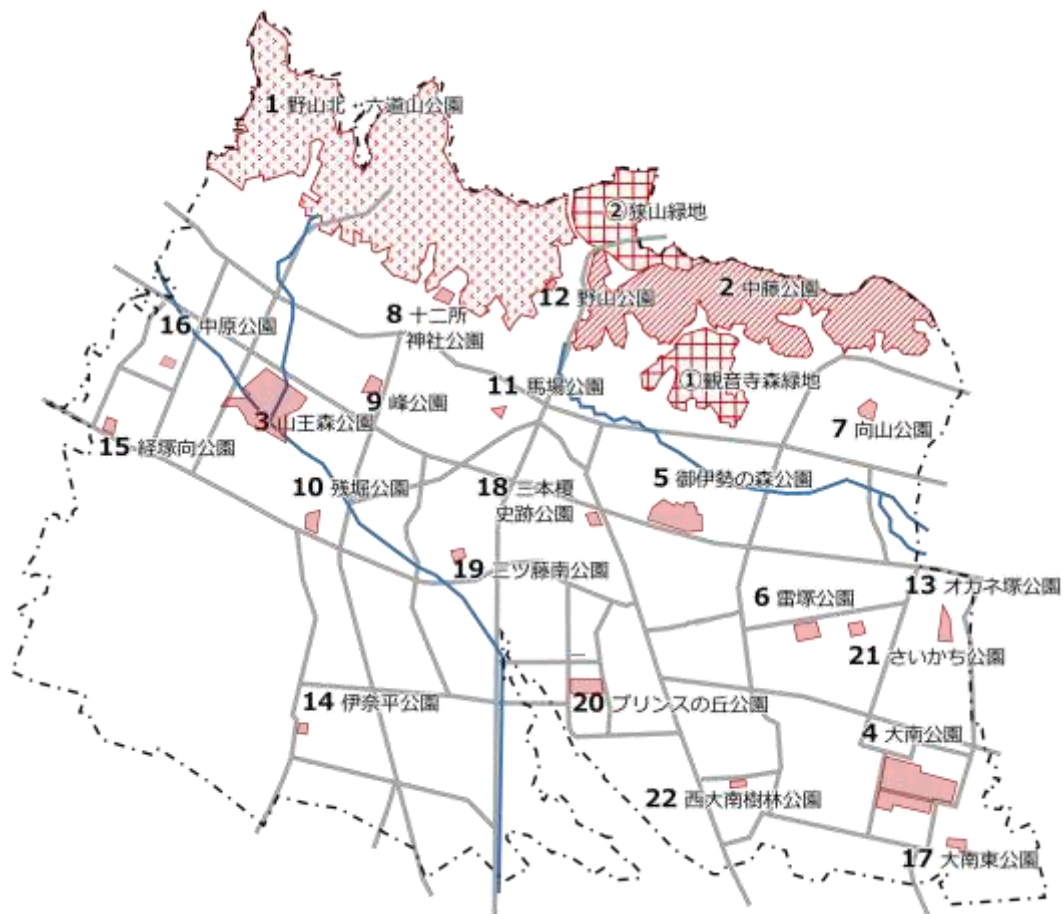 1 野山北・六道山公園
②狭山緑地
2 中藤公園
12 野山公園
8 十二所
神社公園
16 中原公園
①観音寺森緑地
11 馬場公園
9 峰公園
3 山王森公園
7 向山公園
15 経塚向公園
5 御伊勢の森公園
10 残堀公園
18 三本榎
史跡公園
19 三ツ藤南公園
13 オカネ塚公園
6 雷塚公園
21 さいかち公園
14 伊奈平公園
20 プリンスの丘公園
4 大南公園
22 西大南樹林公園
17 大南東公園